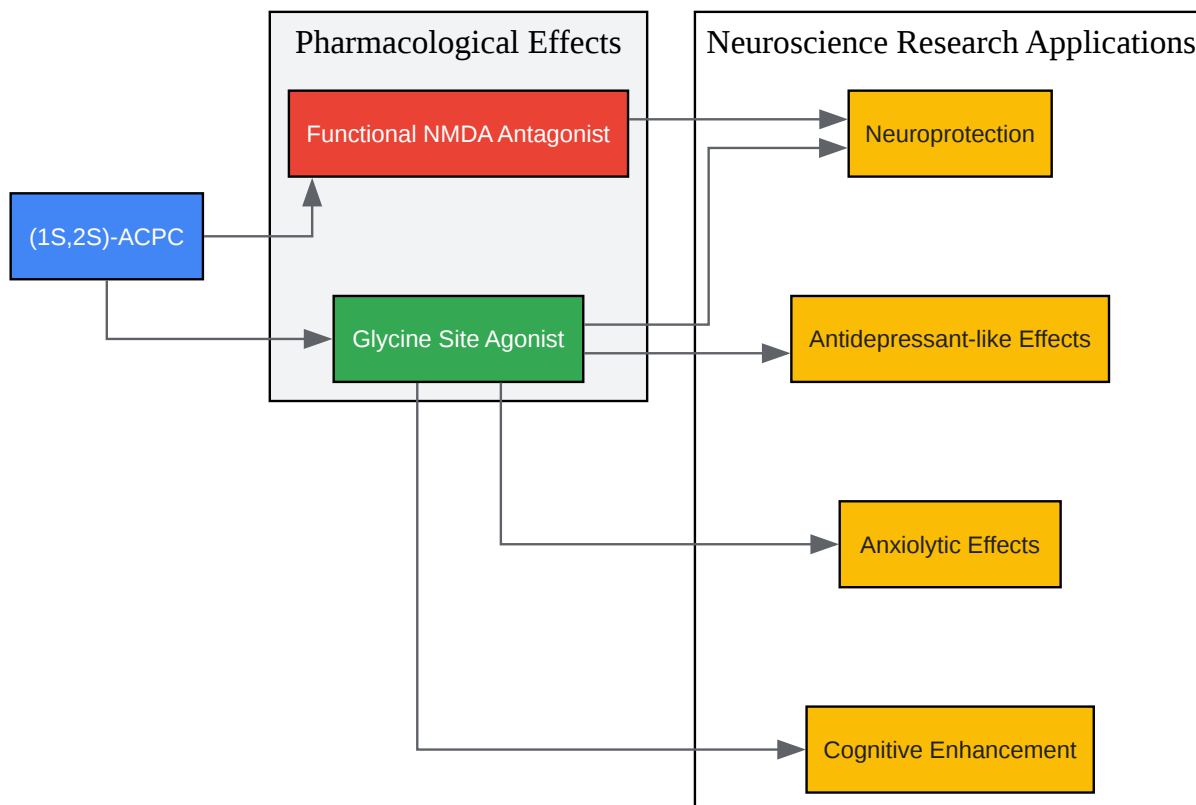 Pharmacological Effects
Neuroscience Research Applications
Functional NMDA Antagonist
Neuroprotection
(1S,2S)-ACPC
Glycine Site Agonist
Antidepressant-like Effects
Anxiolytic Effects
Cognitive Enhancement